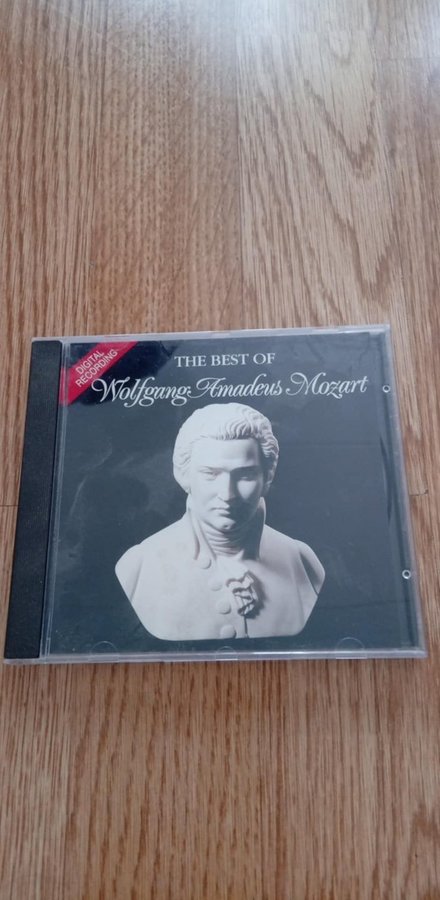 DIGITAL
RECORDING
THE BEST OF
Wolfgang Amadeus Mozart